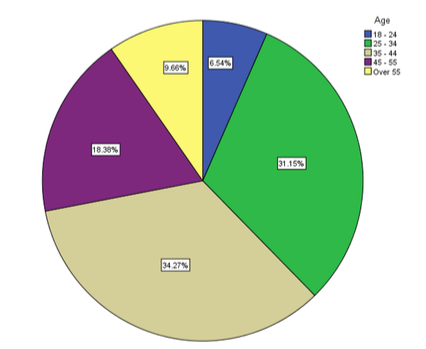 Age
18 - 24
25 - 34
35 - 44
45 - 55
Over 55
9.66%
6.54%
31.15%
18.38%
34.27%